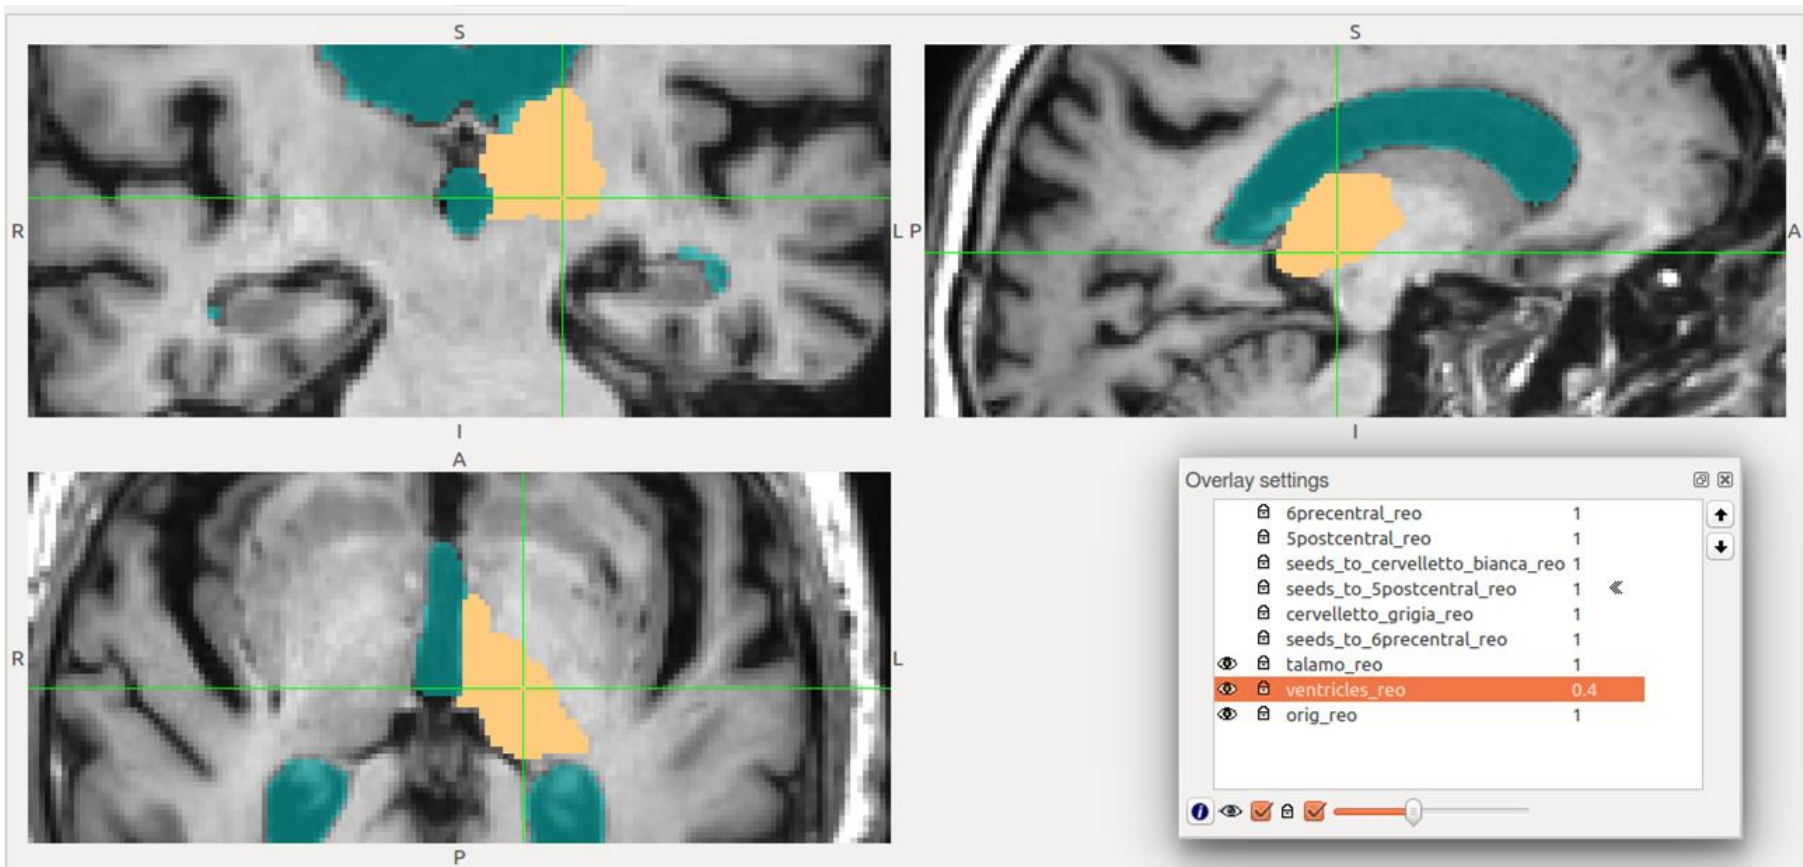 S
S
R
L
P
A
I
I
A
R
L
P
Overlay settings
6precentral_reo 1
5postcentral_reo 1
seeds_to_cervelletto_bianca_reo 1
seeds_to_5postcentral_reo 1
cervelletto_grigia_reo 1
seeds_to_6precentral_reo 1
talamo_reo 1
ventricles_reo 0.4
orig_reo 1